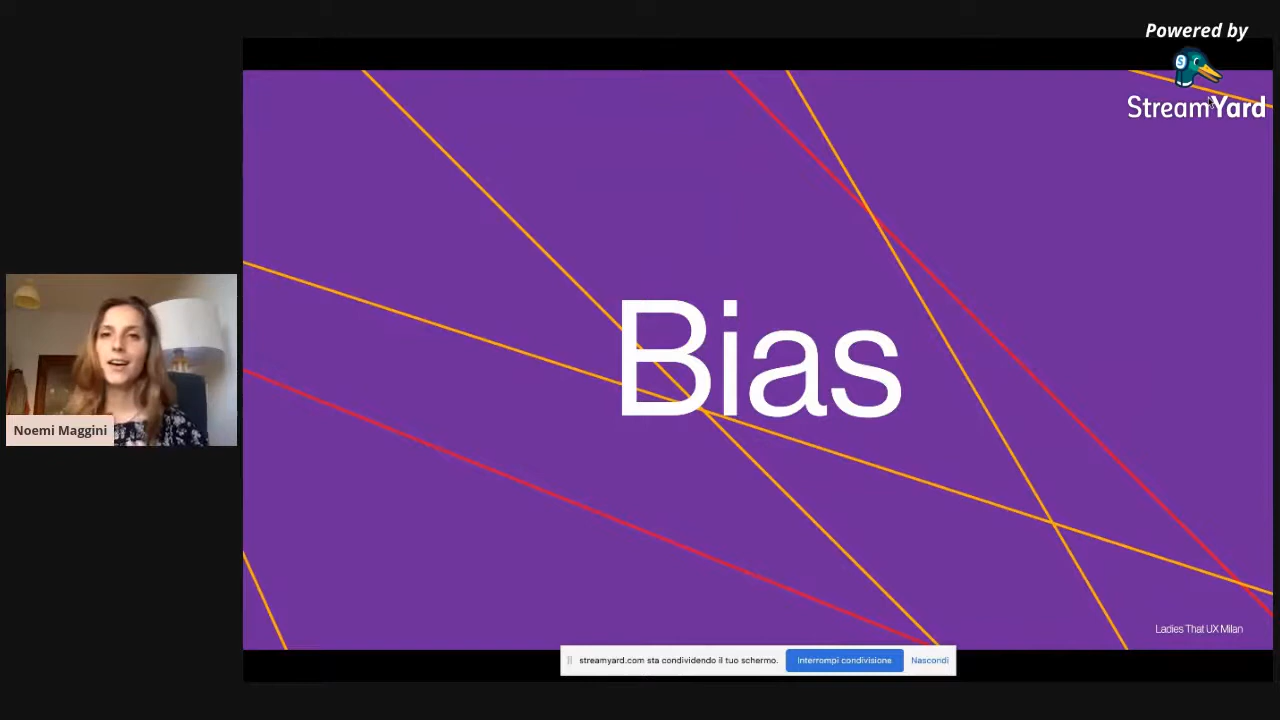 Powered by
StreamYard
Bias
Noemi Maggini
Ladies That UX Milan
streamyard.com sta condividendo il tuo schermo.
Interrompi condivisione
Nascondi